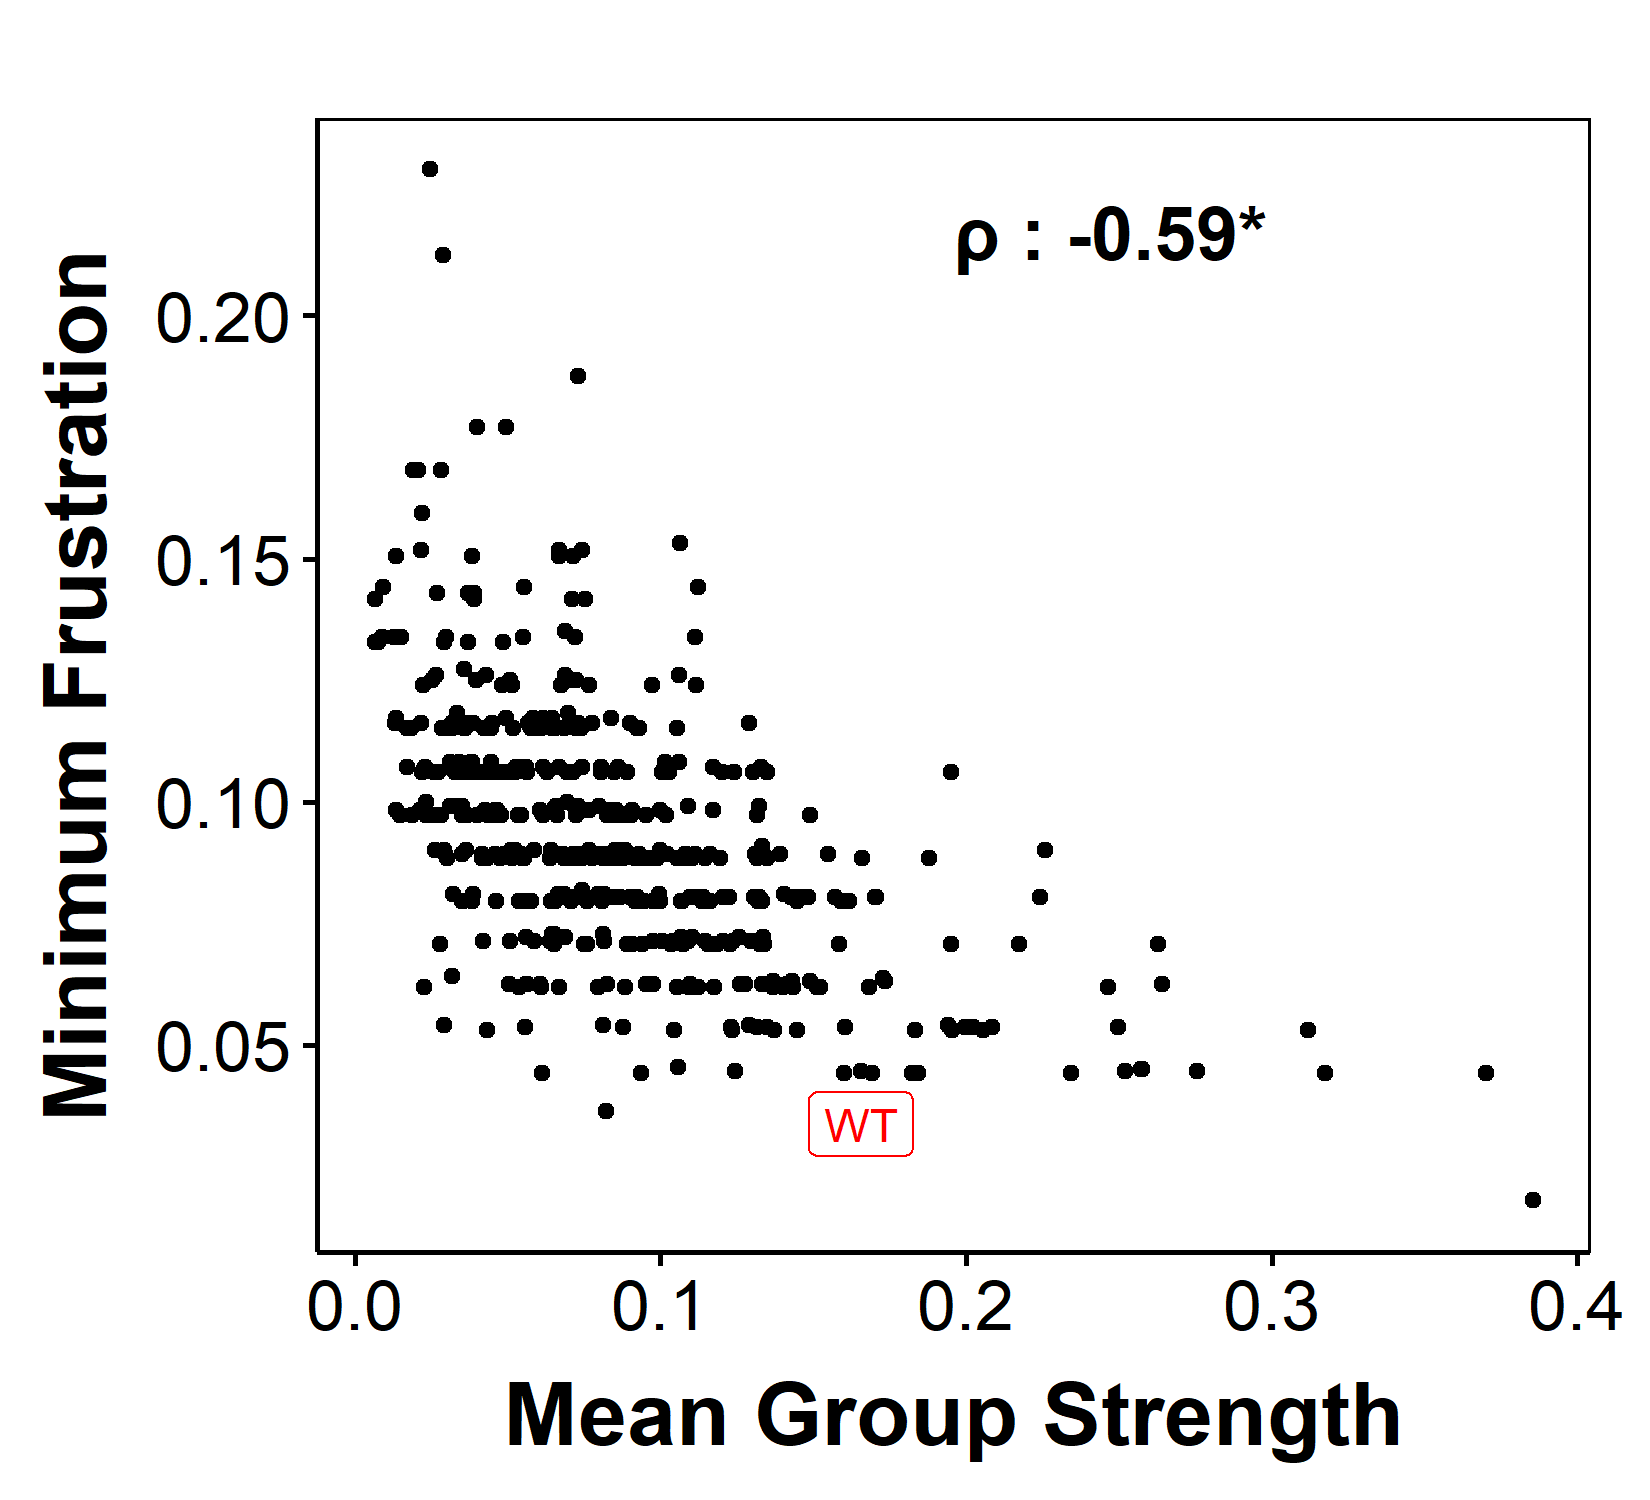 ρ : -0.59*
0.20
0.15
0.10
0.05
Minimum Frustration
WT
0.0 0.1 0.2 0.3 0.4
Mean Group Strength